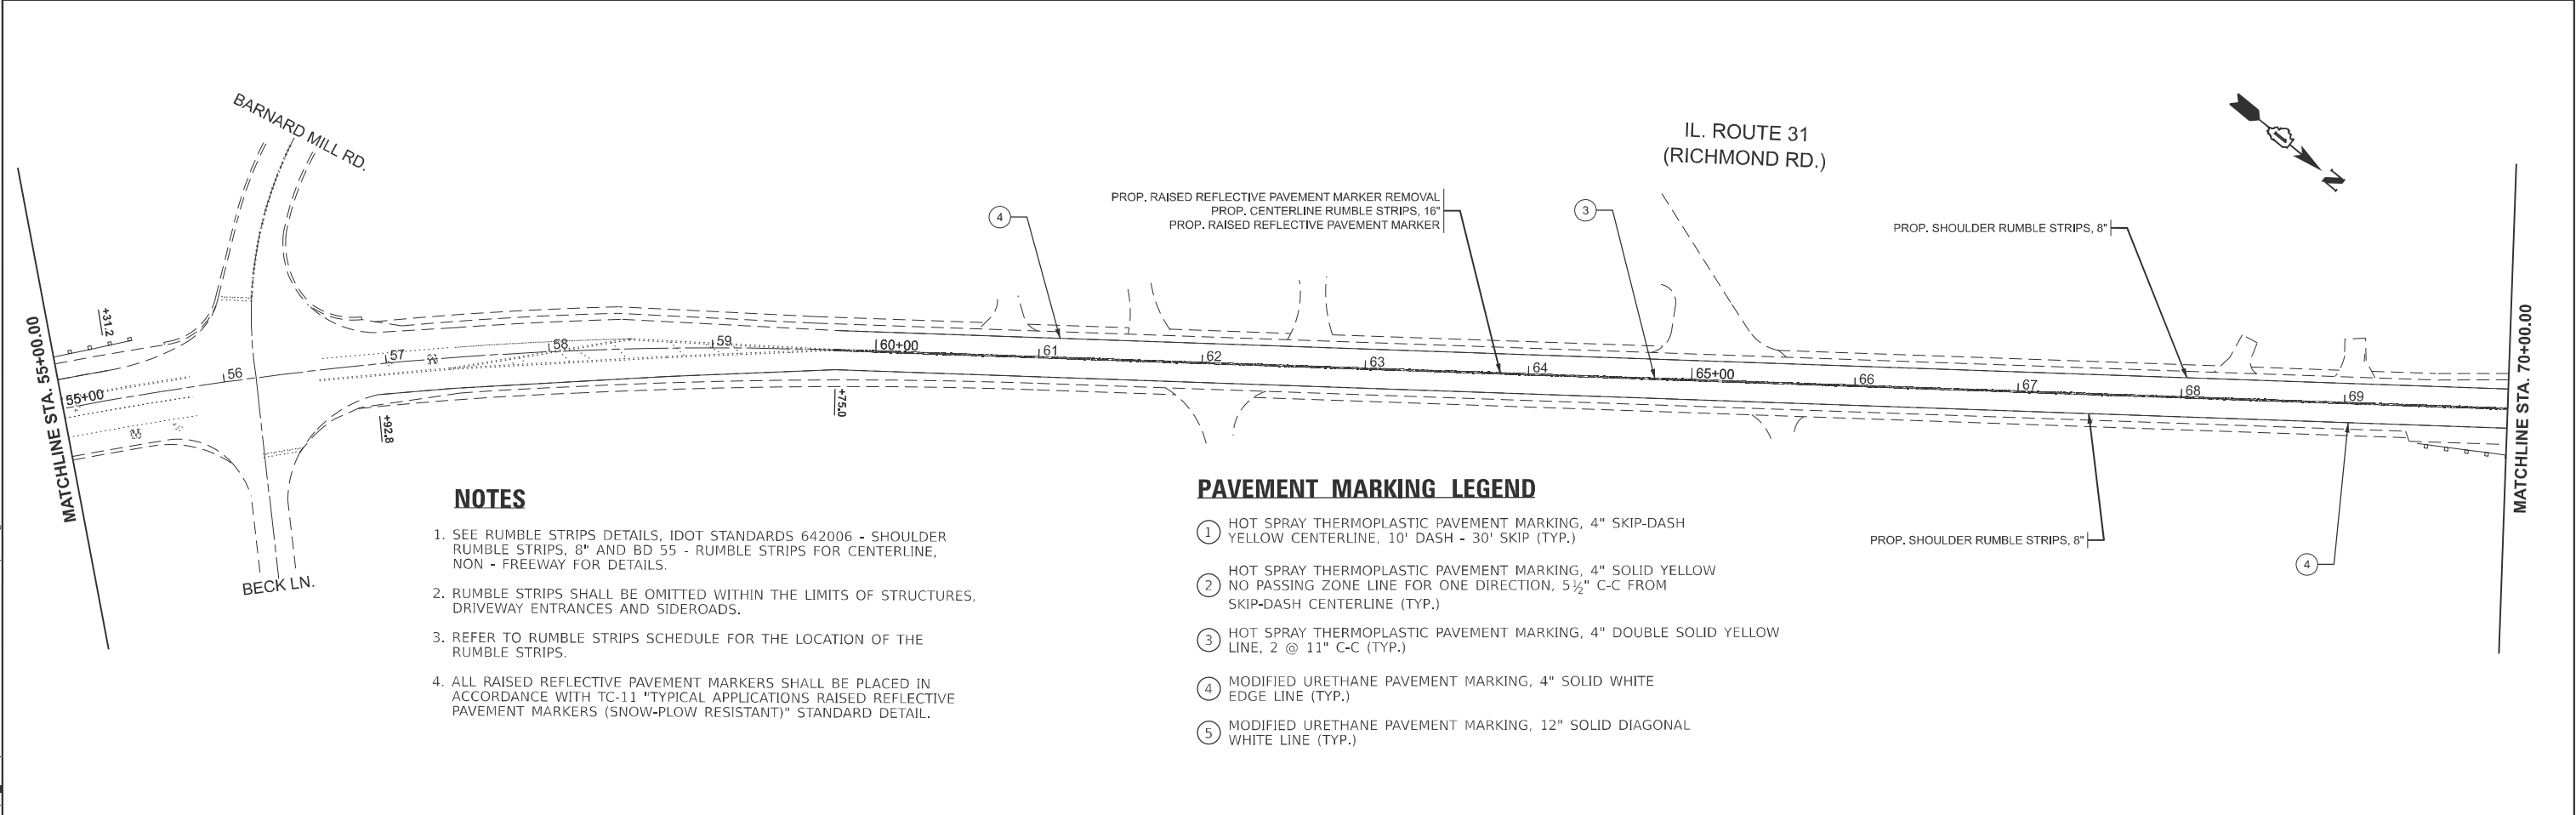 BARNARD MILL RD.
IL. ROUTE 31
(RICHMOND RD.)
N
4
PROP. RAISED REFLECTIVE PAVEMENT MARKER REMOVAL
PROP. CENTERLINE RUMBLE STRIPS, 16"
PROP. RAISED REFLECTIVE PAVEMENT MARKER
3
PROP. SHOULDER RUMBLE STRIPS, 8"
MATCHLINE STA. 55+00.00
+31.2
55+00
56
57
58
59
60+00
61
62
63
64
65+00
66
67
68
69
MATCHLINE STA. 70+00.00
+92.8
+75.0
BECK LN.
PROP. SHOULDER RUMBLE STRIPS, 8"
4
NOTES
1. SEE RUMBLE STRIPS DETAILS, IDOT STANDARDS 642006 - SHOULDER
RUMBLE STRIPS, 8" AND BD 55 - RUMBLE STRIPS FOR CENTERLINE,
NON - FREEWAY FOR DETAILS.
2. RUMBLE STRIPS SHALL BE OMITTED WITHIN THE LIMITS OF STRUCTURES,
DRIVEWAY ENTRANCES AND SIDEROADS.
3. REFER TO RUMBLE STRIPS SCHEDULE FOR THE LOCATION OF THE
RUMBLE STRIPS.
4. ALL RAISED REFLECTIVE PAVEMENT MARKERS SHALL BE PLACED IN
ACCORDANCE WITH TC-11 "TYPICAL APPLICATIONS RAISED REFLECTIVE
PAVEMENT MARKERS (SNOW-PLOW RESISTANT)" STANDARD DETAIL.
PAVEMENT MARKING LEGEND
1 HOT SPRAY THERMOPLASTIC PAVEMENT MARKING, 4" SKIP-DASH
YELLOW CENTERLINE, 10' DASH - 30' SKIP (TYP.)
2 HOT SPRAY THERMOPLASTIC PAVEMENT MARKING, 4" SOLID YELLOW
NO PASSING ZONE LINE FOR ONE DIRECTION, 5½" C-C FROM
SKIP-DASH CENTERLINE (TYP.)
3 HOT SPRAY THERMOPLASTIC PAVEMENT MARKING, 4" DOUBLE SOLID YELLOW
LINE, 2 @ 11" C-C (TYP.)
4 MODIFIED URETHANE PAVEMENT MARKING, 4" SOLID WHITE
EDGE LINE (TYP.)
5 MODIFIED URETHANE PAVEMENT MARKING, 12" SOLID DIAGONAL
WHITE LINE (TYP.)